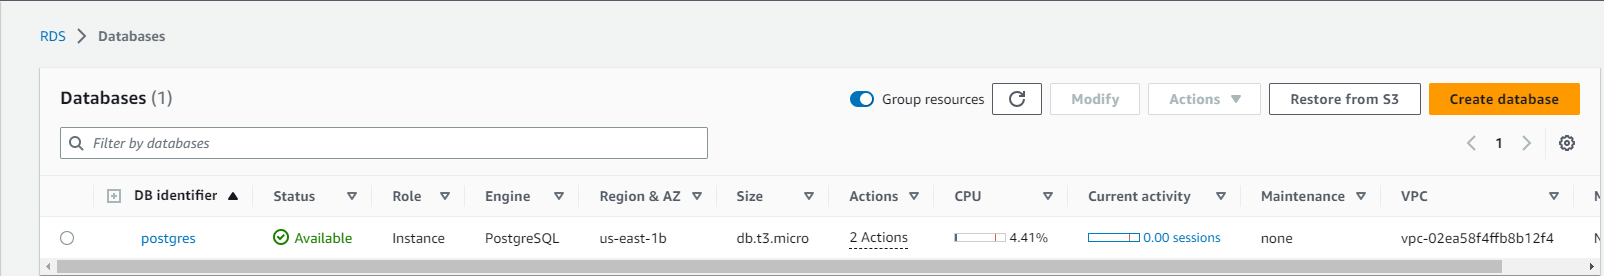 RDS > Databases
Databases (1)
Group resources
Modify
Actions
Restore from S3
Create database
Filter by databases
1
DB identifier Status Role Engine Region & AZ Size Actions CPU Current activity Maintenance VPC
postgres Available Instance PostgreSQL us-east-1b db.t3.micro 2 Actions 4.41% 0.00 sessions none vpc-02ea58f4ffb8b12f4